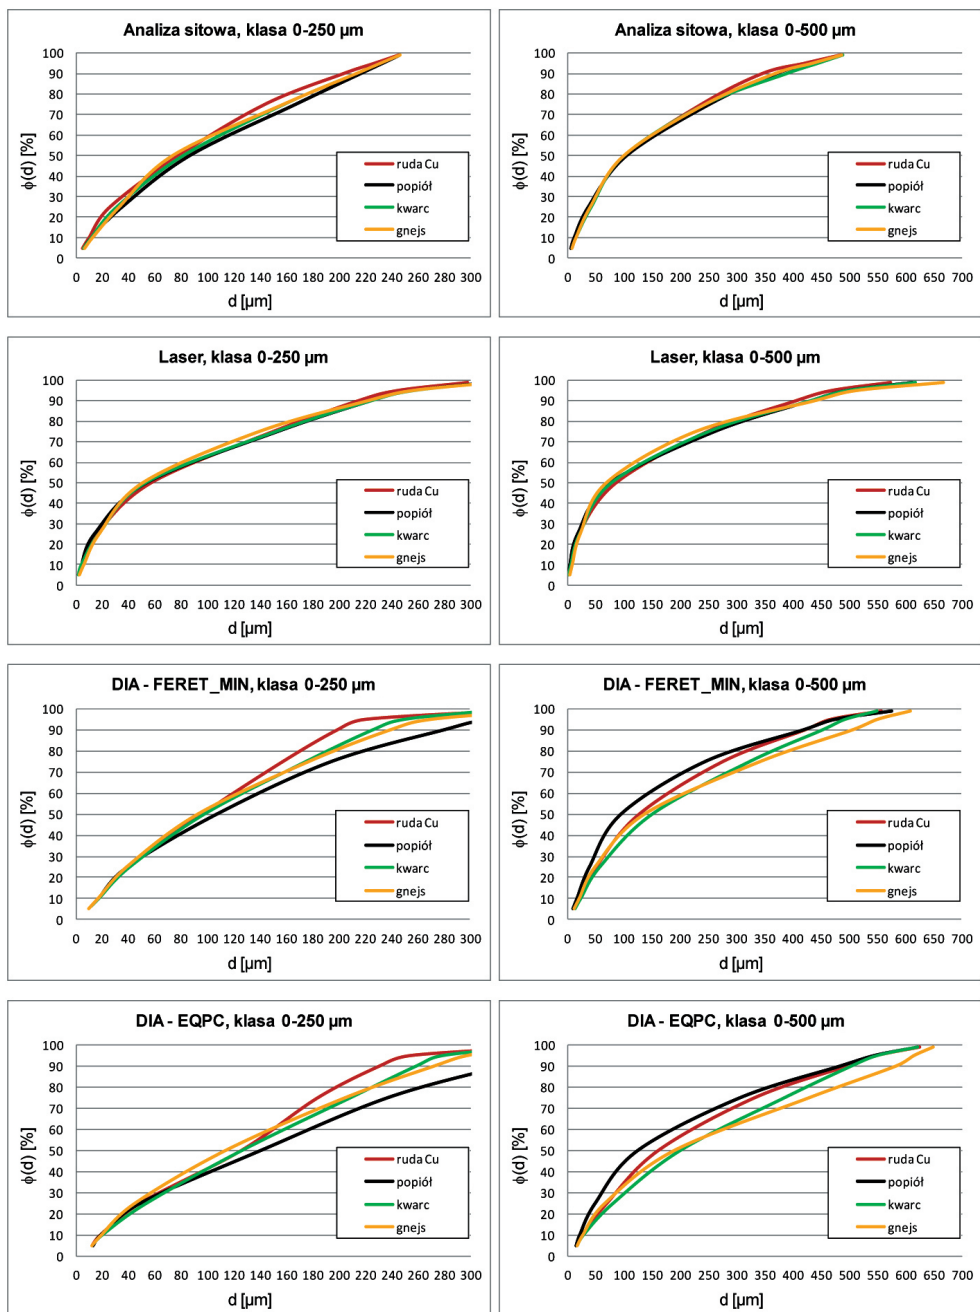 Analiza sitowa, klasa 0-250 µm
100
90
80
70
60
50
40
30
20
10
0
ϕ(d) [%]
ruda Cu
popiół
kwarc
gnejs
0 20 40 60 80 100 120 140 160 180 200 220 240 260 280 300
d [µm]
Analiza sitowa, klasa 0-500 µm
100
90
80
70
60
50
40
30
20
10
0
ϕ(d) [%]
ruda Cu
popiół
kwarc
gnejs
0 50 100 150 200 250 300 350 400 450 500 550 600 650 700
d [µm]
Laser, klasa 0-250 µm
100
90
80
70
60
50
40
30
20
10
0
ϕ(d) [%]
ruda Cu
popiół
kwarc
gnejs
0 20 40 60 80 100 120 140 160 180 200 220 240 260 280 300
d [µm]
Laser, klasa 0-500 µm
100
90
80
70
60
50
40
30
20
10
0
ϕ(d) [%]
ruda Cu
popiół
kwarc
gnejs
0 50 100 150 200 250 300 350 400 450 500 550 600 650 700
d [µm]
DIA - FERET_MIN, klasa 0-250 µm
100
90
80
70
60
50
40
30
20
10
0
ϕ(d) [%]
ruda Cu
popiół
kwarc
gnejs
0 20 40 60 80 100 120 140 160 180 200 220 240 260 280 300
d [µm]
DIA - FERET_MIN, klasa 0-500 µm
100
90
80
70
60
50
40
30
20
10
0
ϕ(d) [%]
ruda Cu
popiół
kwarc
gnejs
0 50 100 150 200 250 300 350 400 450 500 550 600 650 700
d [µm]
DIA - EQPC, klasa 0-250 µm
100
90
80
70
60
50
40
30
20
10
0
ϕ(d) [%]
ruda Cu
popiół
kwarc
gnejs
0 20 40 60 80 100 120 140 160 180 200 220 240 260 280 300
d [µm]
DIA - EQPC, klasa 0-500 µm
100
90
80
70
60
50
40
30
20
10
0
ϕ(d) [%]
ruda Cu
popiół
kwarc
gnejs
0 50 100 150 200 250 300 350 400 450 500 550 600 650 700
d [µm]